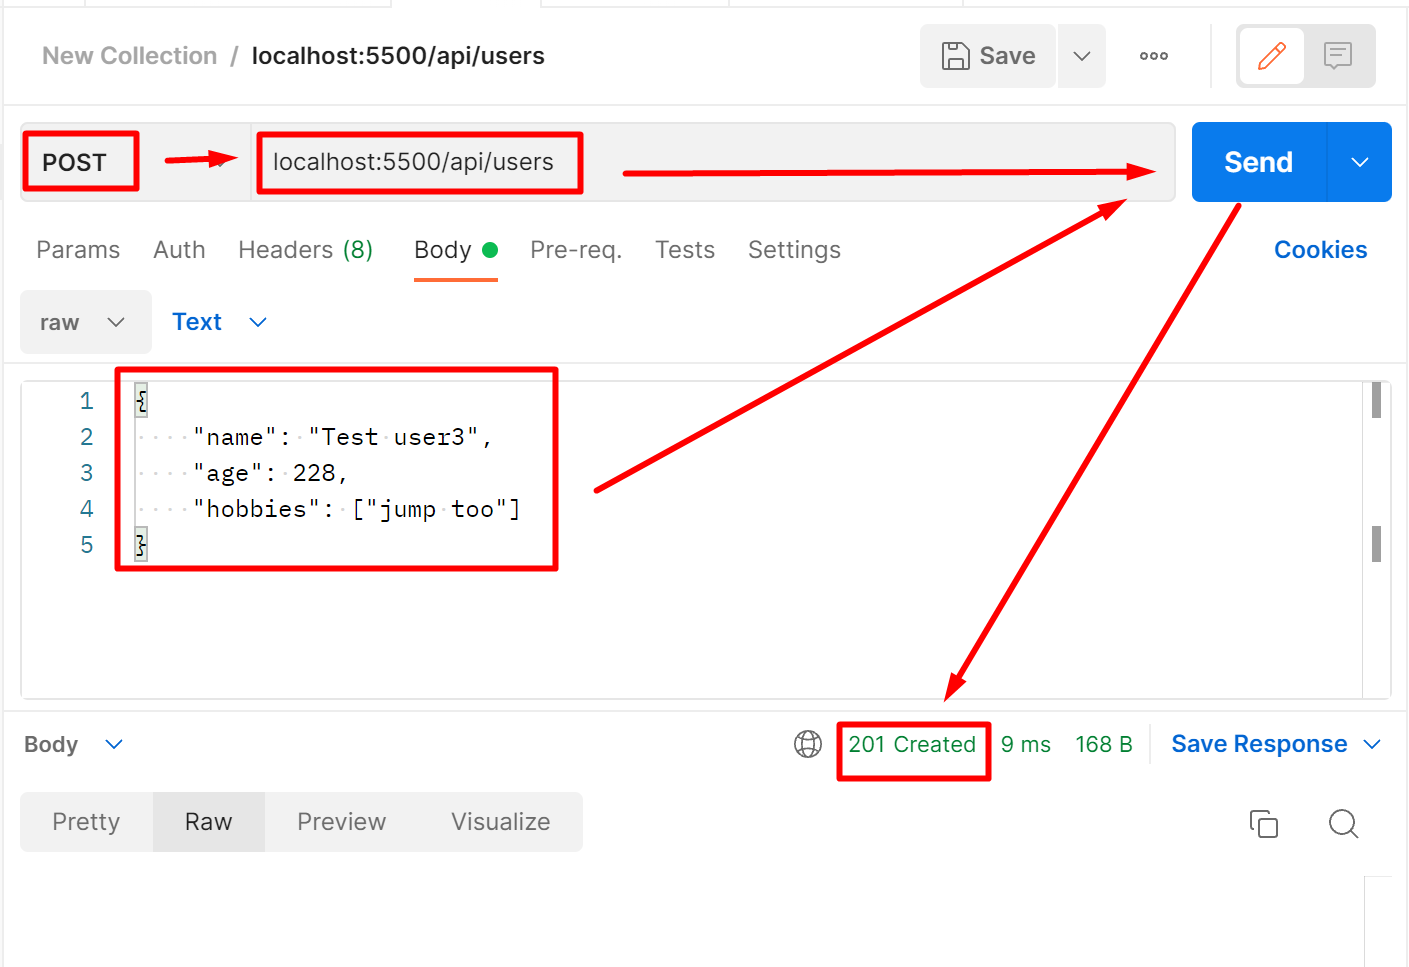 New Collection / localhost:5500/api/users
Save
POST
localhost:5500/api/users
Send
Params Auth Headers (8) Body Pre-req. Tests Settings Cookies
raw Text
1 {
2 "name": "Test user3",
3 "age": 228,
4 "hobbies": ["jump too"]
5 }
Body 201 Created 9 ms 168 B Save Response
Pretty Raw Preview Visualize